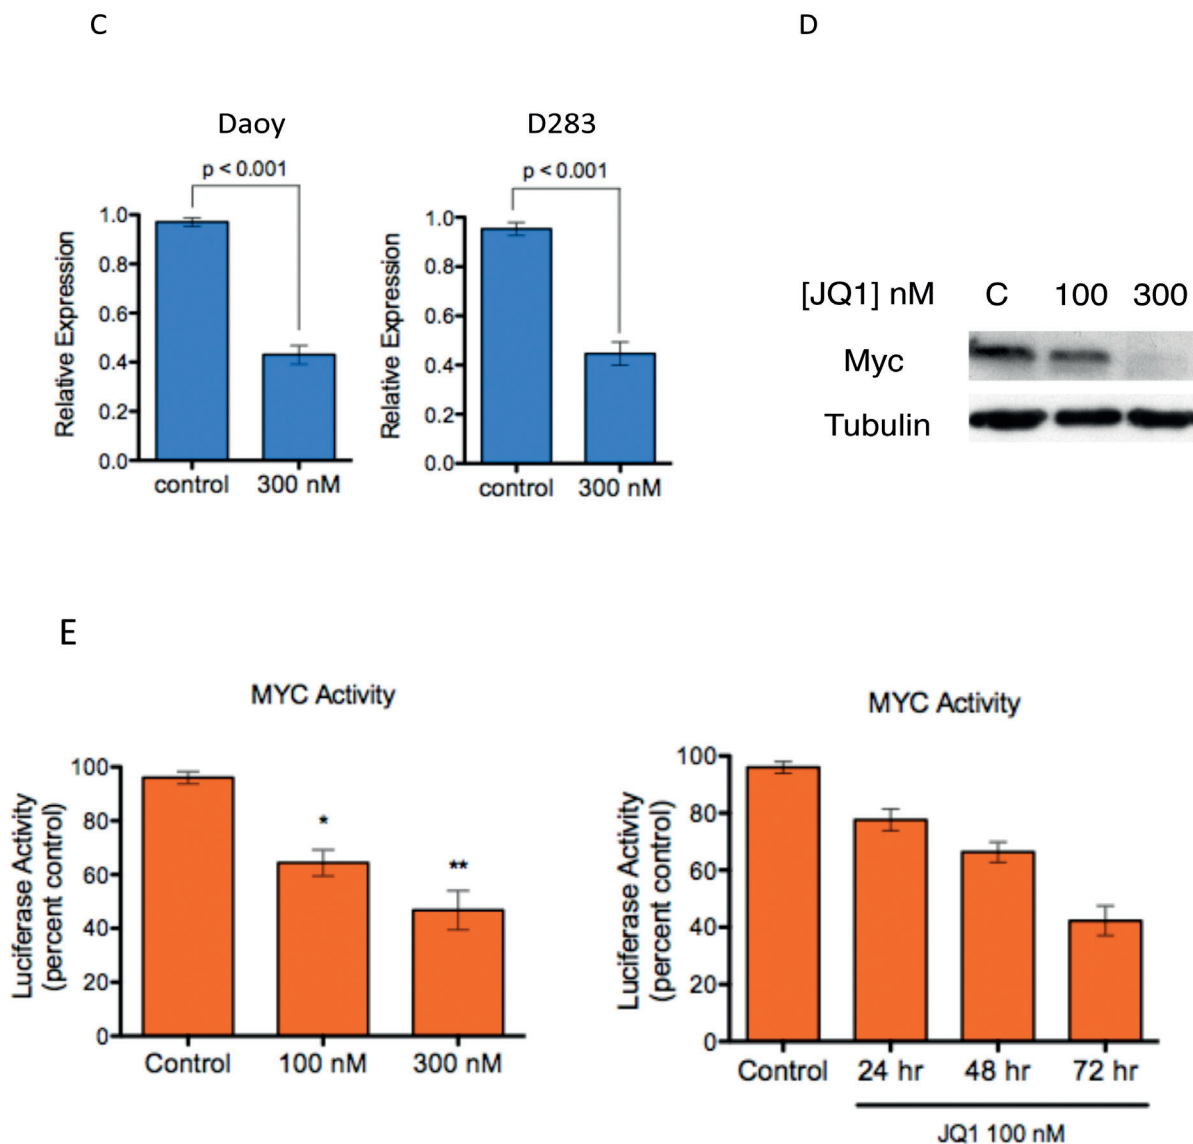 C
D
Daoy
D283
p < 0.001
p < 0.001
Relative Expression
1.0
0.8
0.6
0.4
0.2
0.0
control 300 nM
Relative Expression
1.0
0.8
0.6
0.4
0.2
0.0
control 300 nM
[JQ1] nM C 100 300
Myc
Tubulin
E
MYC Activity
Luciferase Activity
(percent control)
100
80
60
40
20
0
*
**
Control 100 nM 300 nM
MYC Activity
Luciferase Activity
(percent control)
100
80
60
40
20
0
Control 24 hr 48 hr 72 hr
JQ1 100 nM